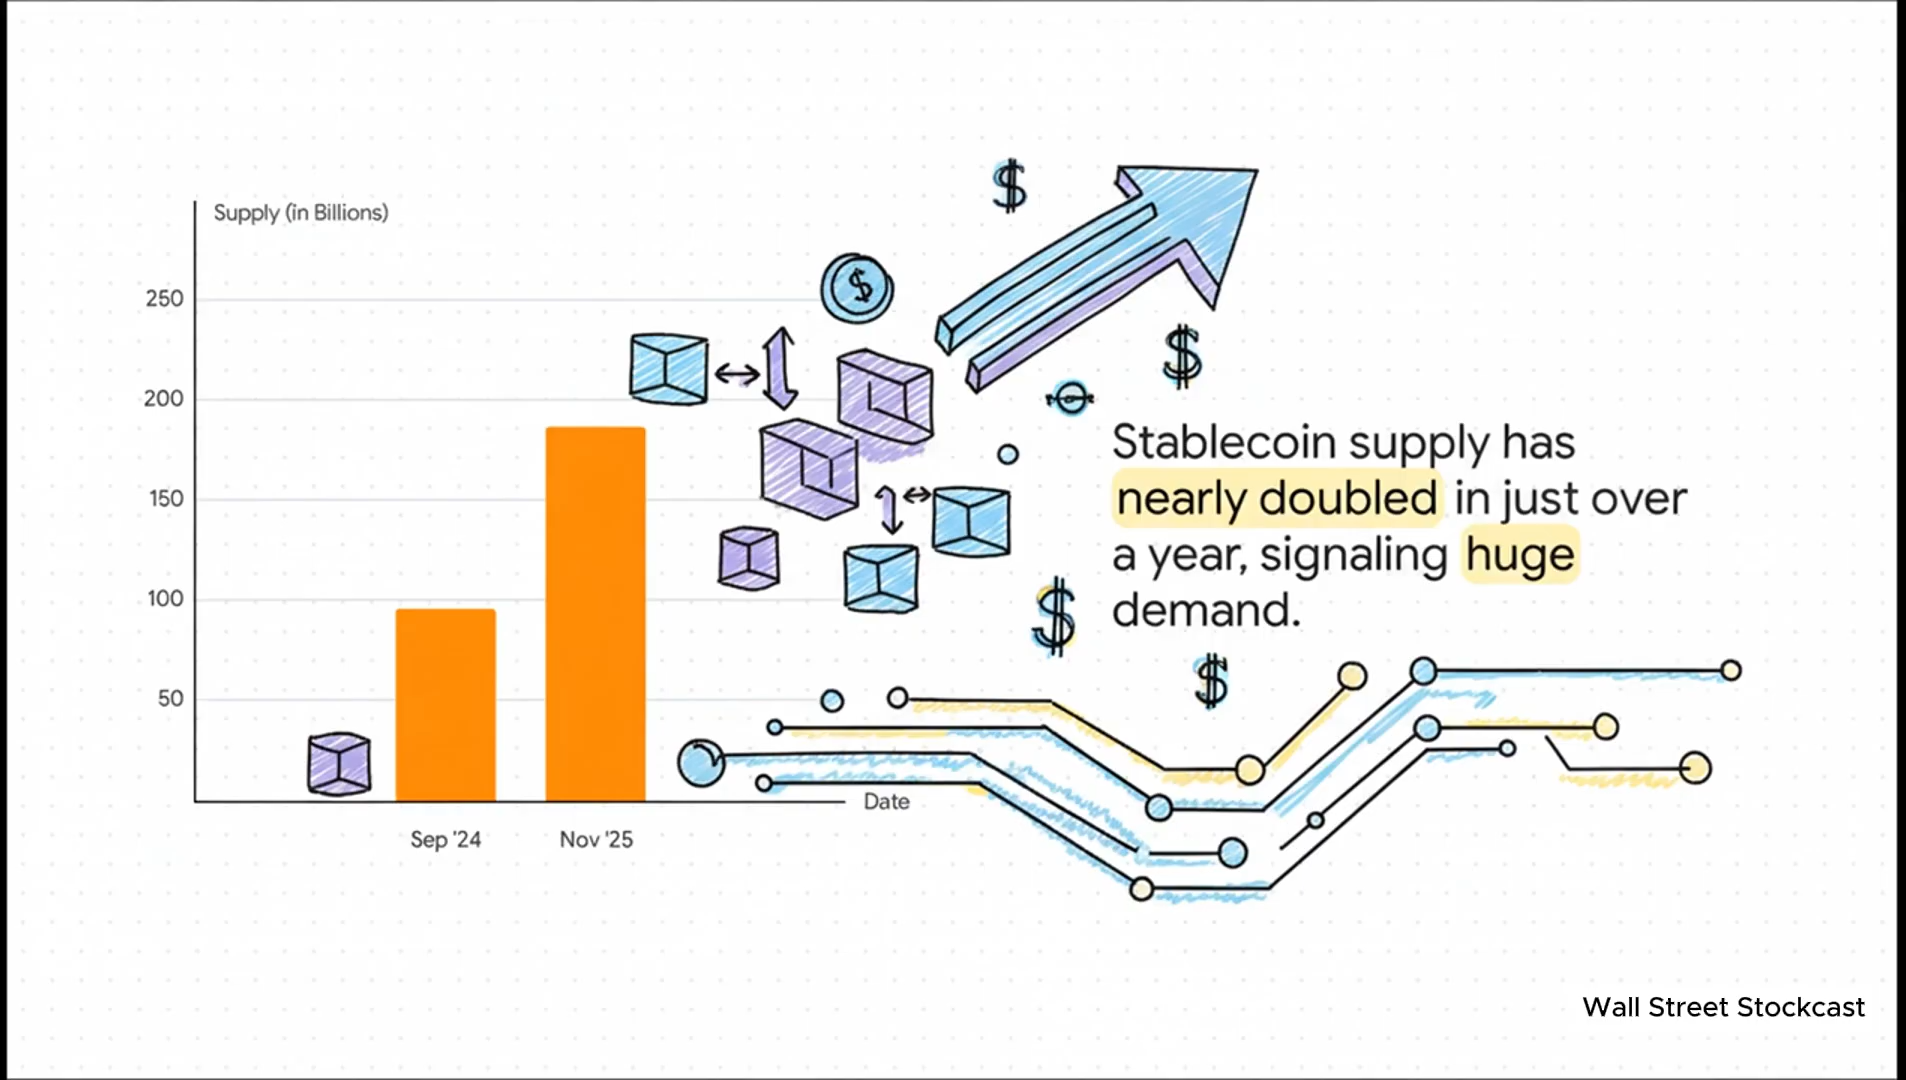 Supply (in Billions)
250
200
150
100
50
Date
Sep '24
Nov '25
$
$
$
$
$
Stablecoin supply has
nearly doubled in just over
a year, signaling huge
demand.
Wall Street Stockcast